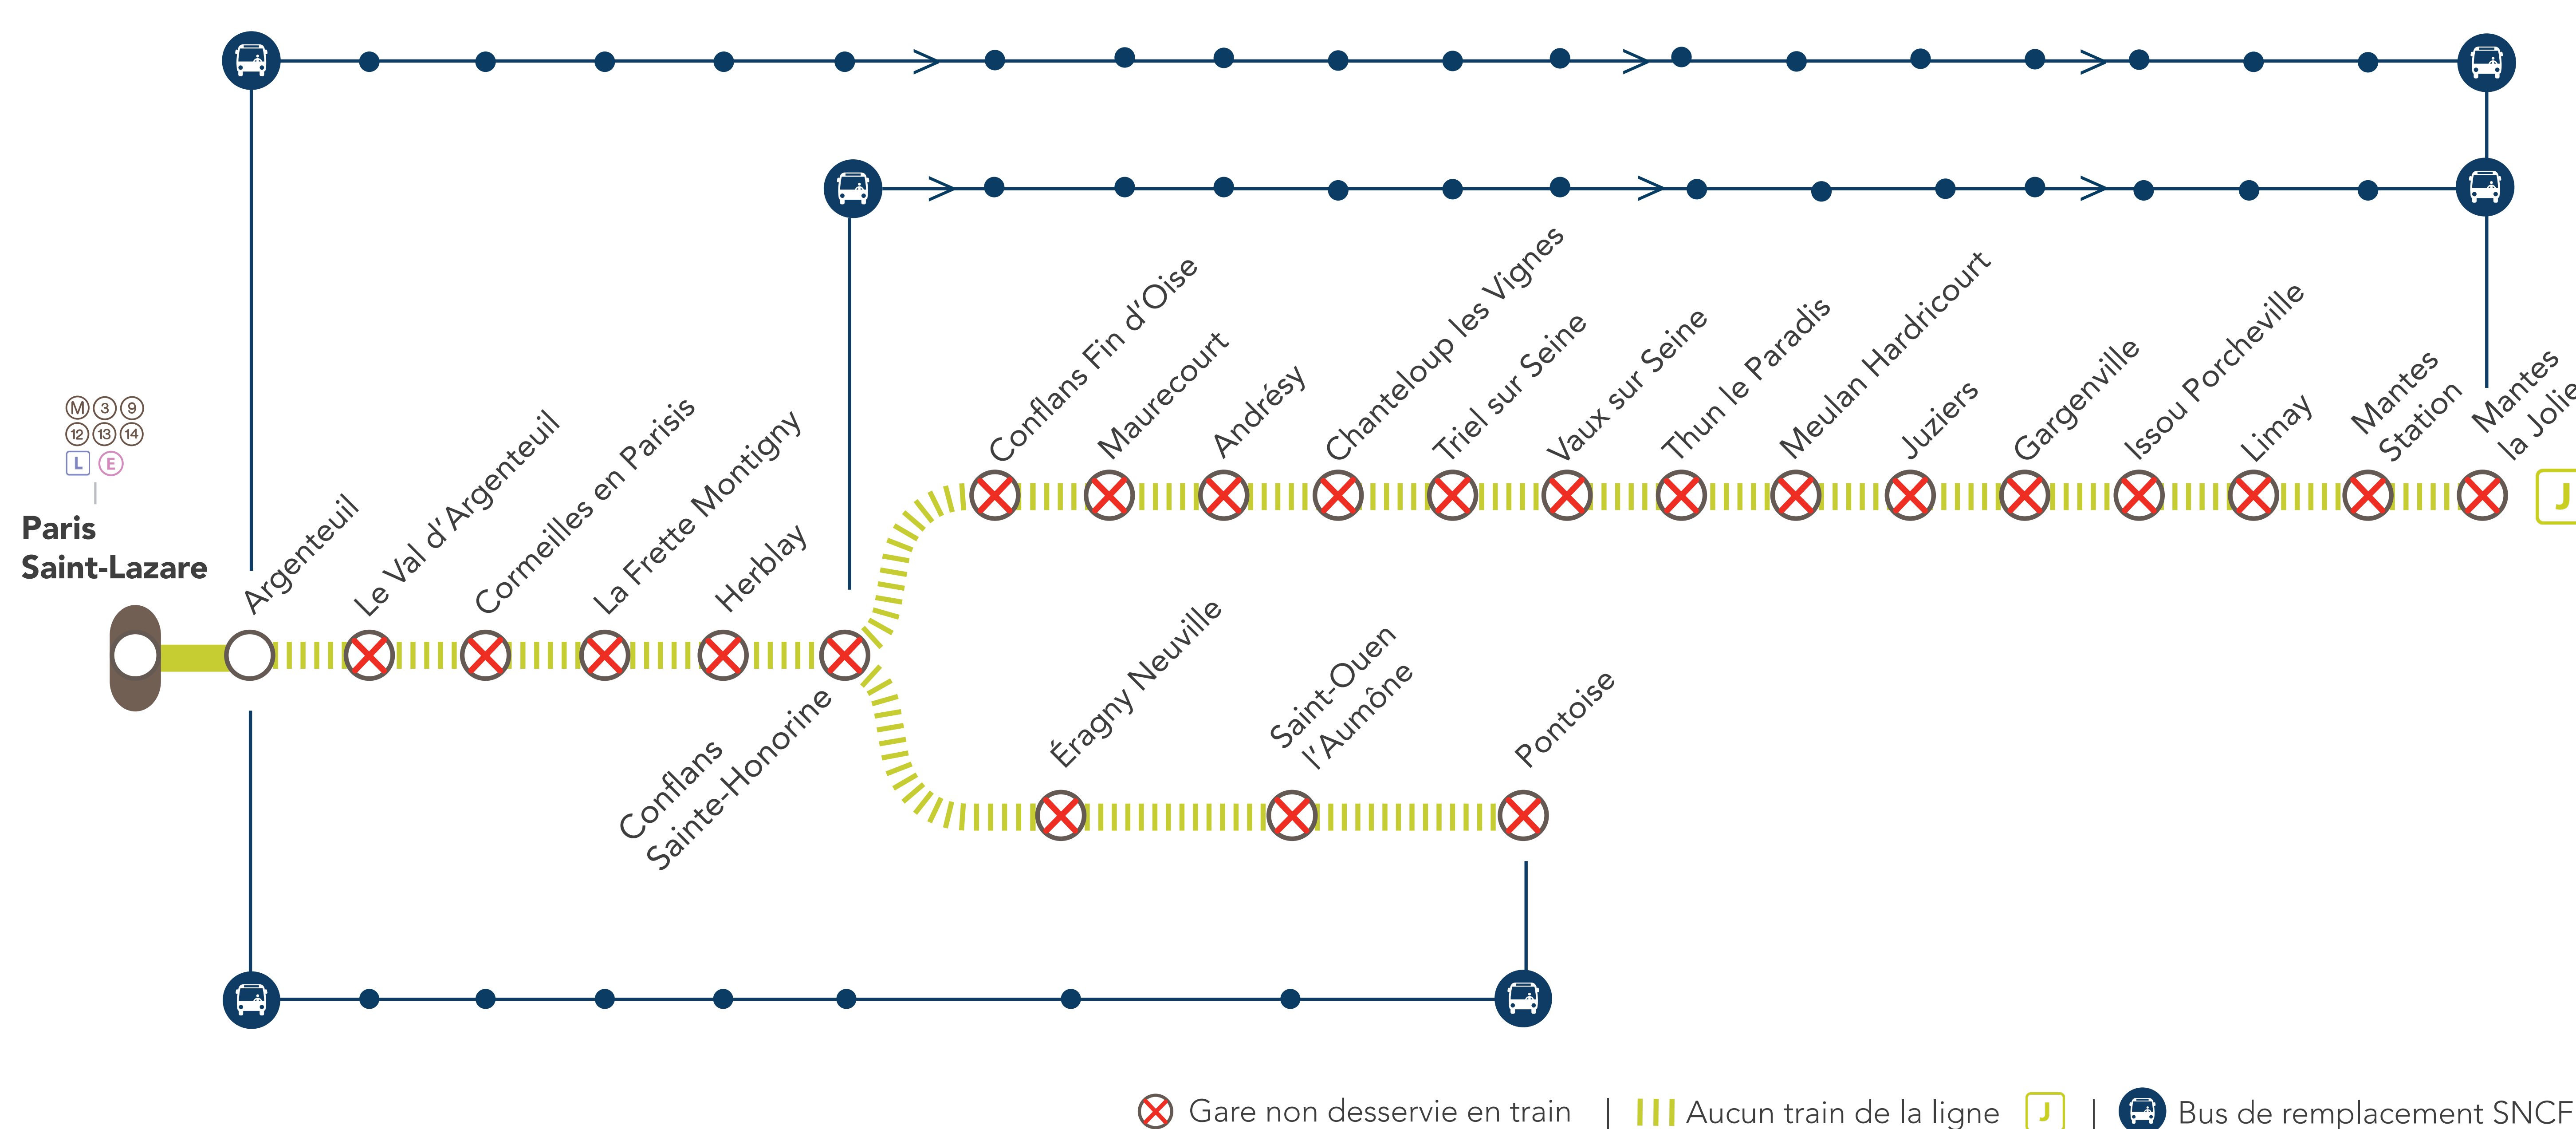 M 3 9
12 13 14
L E
Paris
Saint-Lazare
Argenteuil
Le Val d'Argenteuil
Cormeilles en Parisis
La Frette Montigny
Herblay
Conflans
Sainte-Honorine
Conflans Fin d'Oise
Maurecourt
Andrésy
Chanteloup les Vignes
Triel sur Seine
Vaux sur Seine
Thun le Paradis
Meulan Hardricourt
Juziers
Gargenville
Issou Porcheville
Limay
Mantes
Station
Mantes
la Jolie
J
Éragny Neuville
Saint-Ouen
l'Aumône
Pontoise
Gare non desservie en train | Aucun train de la ligne J | Bus de remplacement SNCF